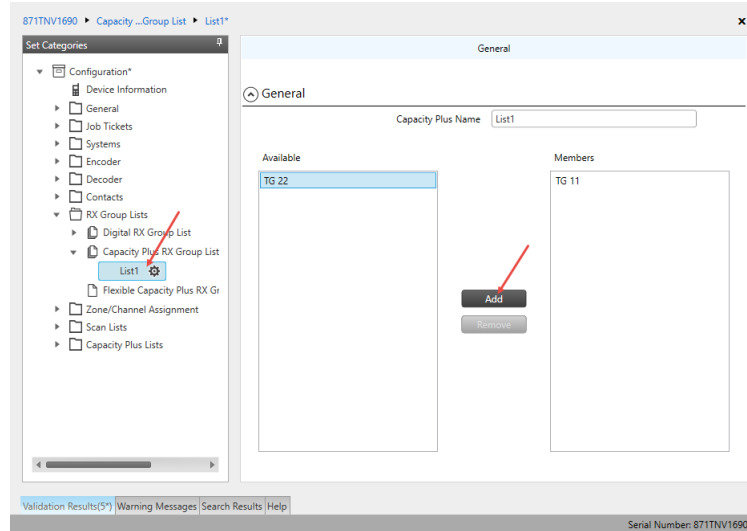 871TNV1690 Capacity ...Group List List1*
Set Categories
Configuration*
Device Information
General
Job Tickets
Systems
Encoder
Decoder
Contacts
RX Group Lists
Digital RX Group List
Capacity Plus RX Group List
List1
Flexible Capacity Plus RX Gr
Zone/Channel Assignment
Scan Lists
Capacity Plus Lists
General
General
Capacity Plus Name List1
Available Members
TG 22 TG 11
Add
Remove
Validation Results(5*) Warning Messages Search Results Help
Serial Number: 871TNV1690